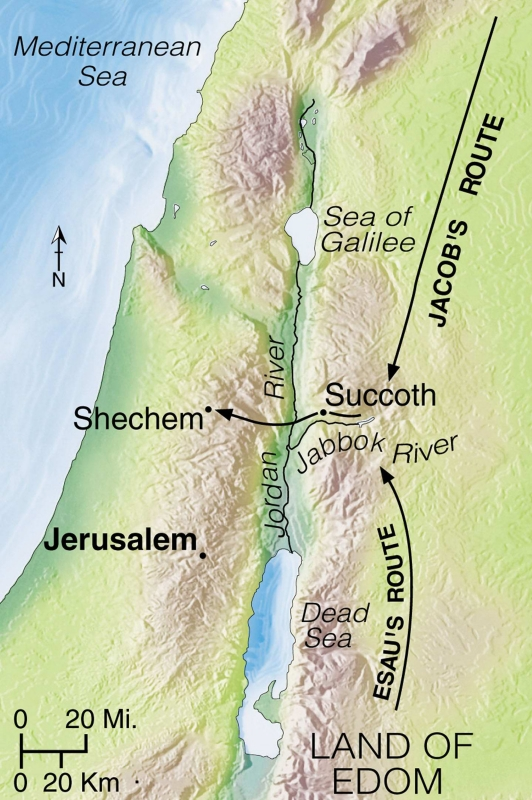 Mediterranean
Sea
JACOB'S ROUTE
Sea of
Galilee
N
River
Succoth
Shechem
Jabbok River
Jordan
Jerusalem
ESAU'S ROUTE
Dead
Sea
0 20 Mi.
0 20 Km
LAND OF
EDOM